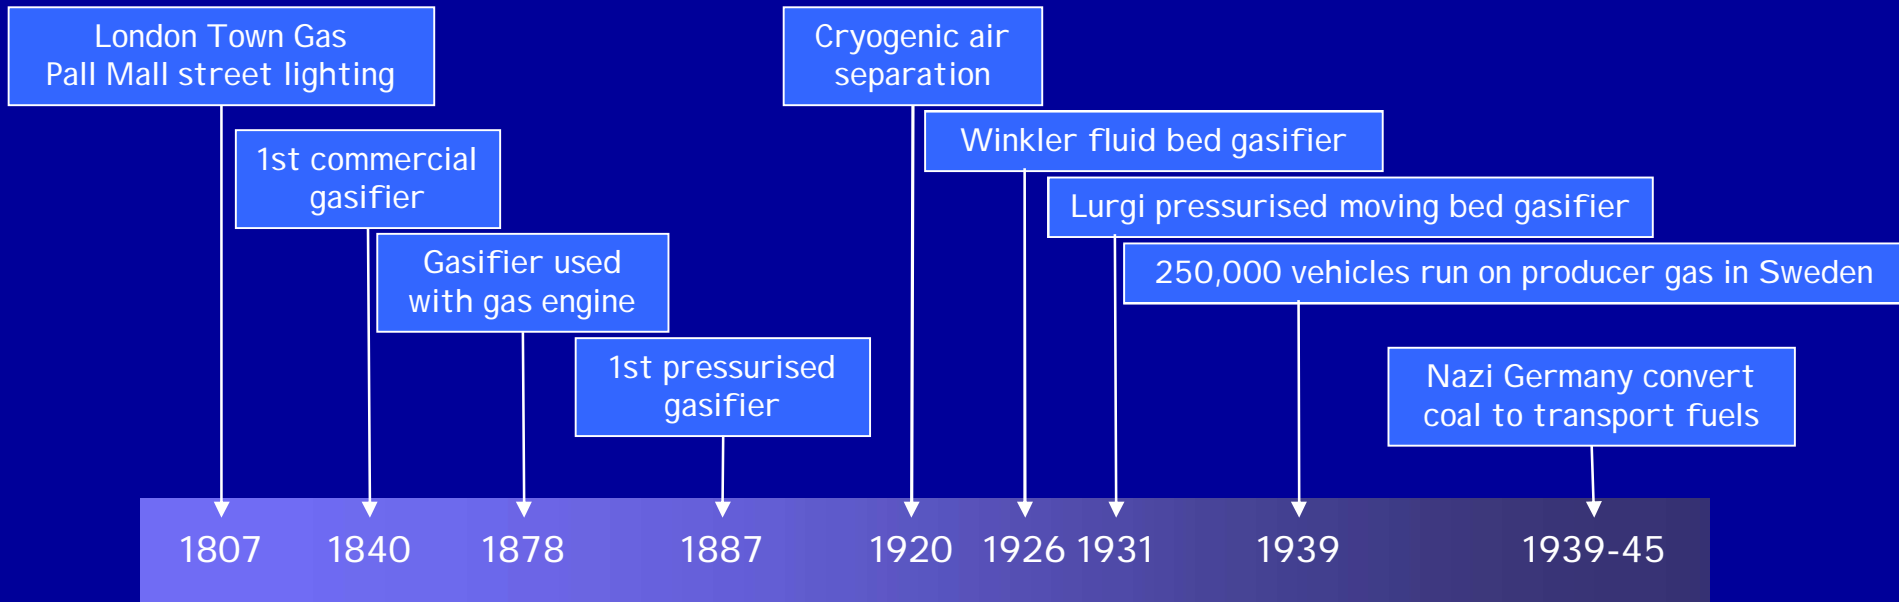 London Town Gas
Pall Mall street lighting
1st commercial
gasifier
Gasifier used
with gas engine
1st pressurised
gasifier
Cryogenic air
separation
Winkler fluid bed gasifier
Lurgi pressurised moving bed gasifier
250,000 vehicles run on producer gas in Sweden
Nazi Germany convert
coal to transport fuels
1807 1840 1878 1887 1920 1926 1931 1939 1939-45